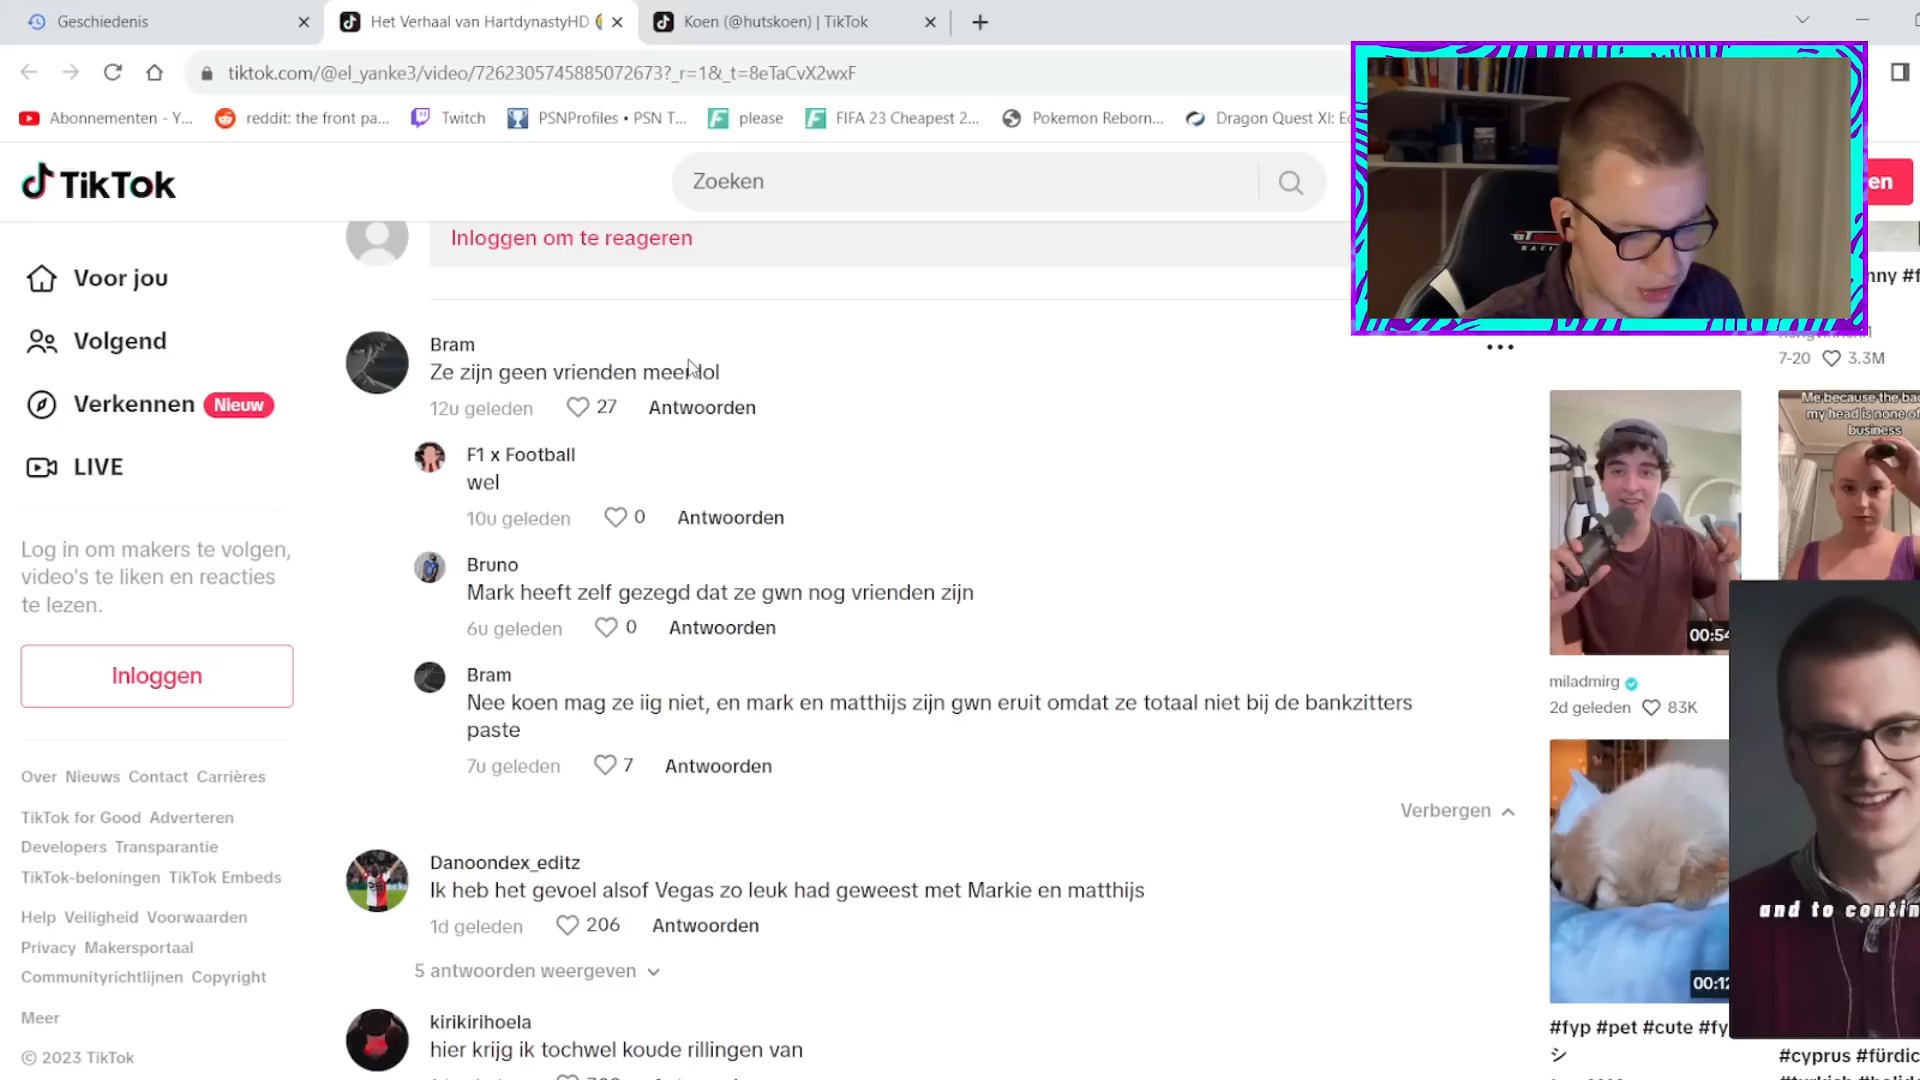 Geschiedenis
Het Verhaal van HartdynastyHD
Koen (@hutskoen) | TikTok
tiktok.com/@el_yanke3/video/7262305745885072673?_r=1&_t=8eTaCvX2wxF
Abonnementen - Y...
reddit: the front pa...
Twitch
PSNProfiles • PSN T...
please
FIFA 23 Cheapest 2...
Pokemon Reborn...
Dragon Quest XI:
TikTok
Zoeken
en
Inloggen om te reageren
Voor jou
Volgend
Verkennen Nieuw
LIVE
Log in om makers te volgen,
video's te liken en reacties
te lezen.
Inloggen
Over Nieuws Contact Carrières
TikTok for Good Adverteren
Developers Transparantie
TikTok-beloningen TikTok Embeds
Help Veiligheid Voorwaarden
Privacy Makersportaal
Communityrichtlijnen Copyright
Meer
© 2023 TikTok
Bram
Ze zijn geen vrienden meer lol
12u geleden 27 Antwoorden
F1 x Football
wel
10u geleden 0 Antwoorden
Bruno
Mark heeft zelf gezegd dat ze gwn nog vrienden zijn
6u geleden 0 Antwoorden
Bram
Nee koen mag ze iig niet, en mark en matthijs zijn gwn eruit omdat ze totaal niet bij de bankzitters
paste
7u geleden 7 Antwoorden
Verbergen
Danoondex_editz
Ik heb het gevoel alsof Vegas zo leuk had geweest met Markie en matthijs
1d geleden 206 Antwoorden
5 antwoorden weergeven
kirikirihoela
hier krijg ik tochwel koude rillingen van
nny #f
7-20 3.3M
Me because the bac
my head is none of
business
00:54
miladmirg
2d geleden 83K
00:12
#fyp #pet #cute #fy
シ
and to contin
#cyprus #fürdic